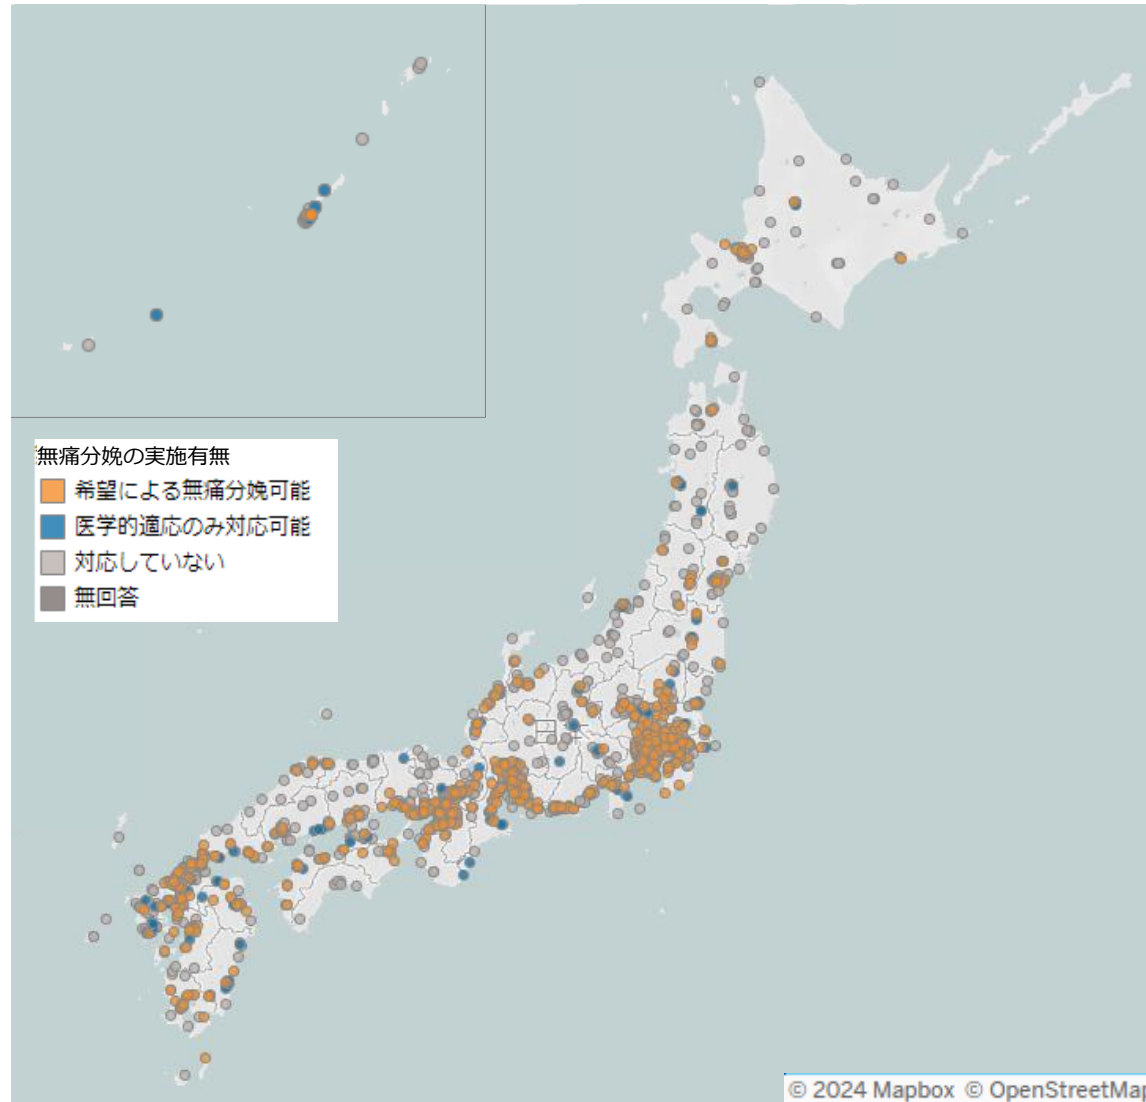 無痛分娩の実施有無
希望による無痛分娩可能
医学的適応のみ対応可能
対応していない
無回答
© 2024 Mapbox © OpenStreetMap